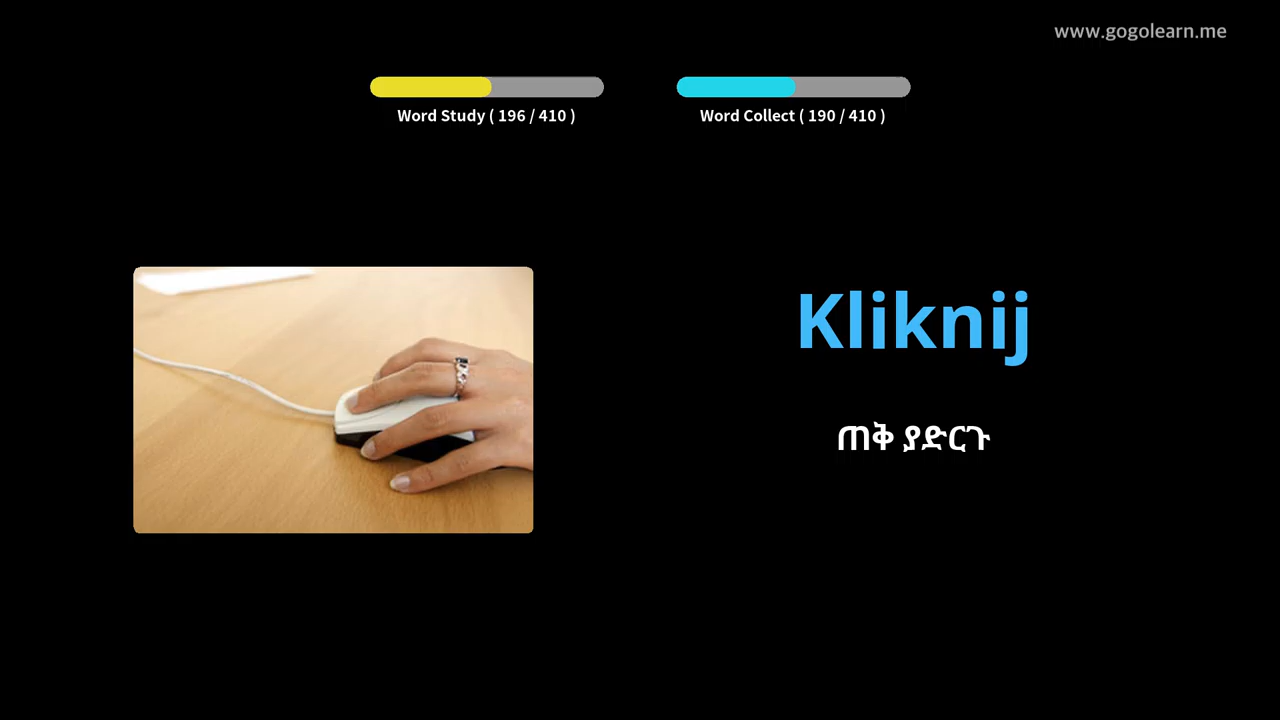 www.gogolearn.me
Word Study ( 196 / 410 )
Word Collect ( 190 / 410 )
Kliknij
ጠቅ ያድርጉ